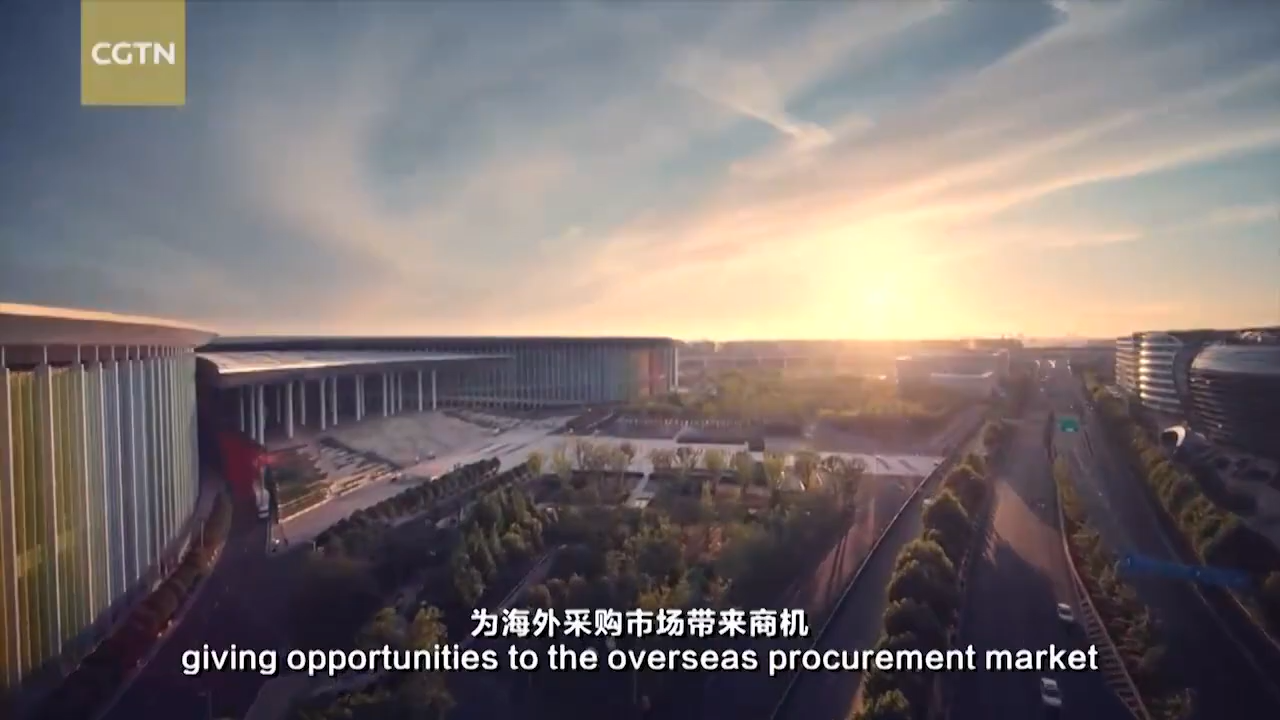 CGTN
为海外采购市场带来商机
giving opportunities to the overseas procurement market